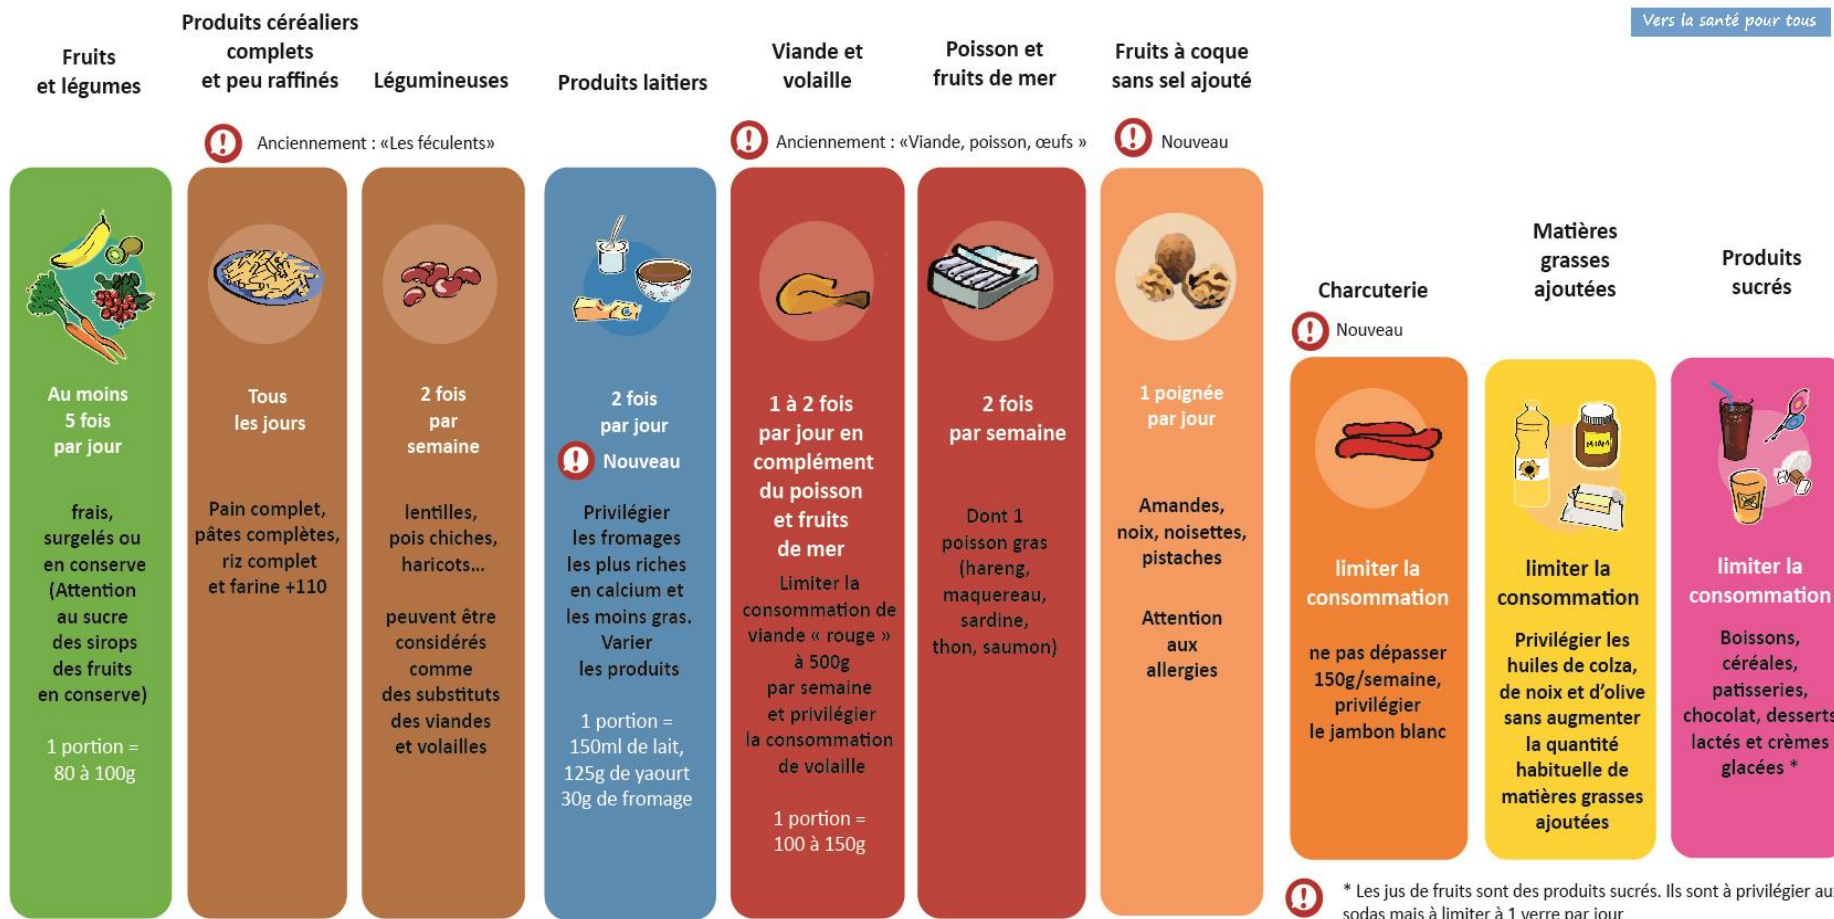 Vers la santé pour tous
Fruits
et légumes
Au moins
5 fois
par jour
frais,
surgelés ou
en conserve
(Attention
au sucre
des sirops
des fruits
en conserve)
1 portion =
80 à 100g
Produits céréaliers
complets
et peu raffinés
Légumineuses
Anciennement : «Les féculents»
Tous
les jours
Pain complet,
pâtes complètes,
riz complet
et farine +110
2 fois
par
semaine
lentilles,
pois chiches,
haricots...
peuvent être
considérés
comme
des substituts
des viandes
et volailles
Produits laitiers
2 fois
par jour
Nouveau
Privilégier
les fromages
les plus riches
en calcium et
les moins gras.
Varier
les produits
1 portion =
150ml de lait,
125g de yaourt
30g de fromage
Viande et
volaille
Poisson et
fruits de mer
Anciennement : «Viande, poisson, œufs »
1 à 2 fois
par jour en
complément
du poisson
et fruits
de mer
Limiter la
consommation de
viande « rouge »
à 500g
par semaine
et privilégier
la consommation
de volaille
1 portion =
100 à 150g
2 fois
par semaine
Dont 1
poisson gras
(hareng,
maquereau,
sardine,
thon, saumon)
Fruits à coque
sans sel ajouté
Nouveau
1 poignée
par jour
Amandes,
noix, noisettes,
pistaches
Attention
aux
allergies
Charcuterie
Nouveau
limiter la
consommation
ne pas dépasser
150g/semaine,
privilégier
le jambon blanc
Matières
grasses
ajoutées
MIAM
limiter la
consommation
Privilégier les
huiles de colza,
de noix et d'olive
sans augmenter
la quantité
habituelle de
matières grasses
ajoutées
Produits
sucrés
limiter la
consommation
Boissons,
céréales,
patisseries,
chocolat, desserts
lactés et crèmes
glacées *
* Les jus de fruits sont des produits sucrés. Ils sont à privilégier aux
sodas mais à limiter à 1 verre par jour